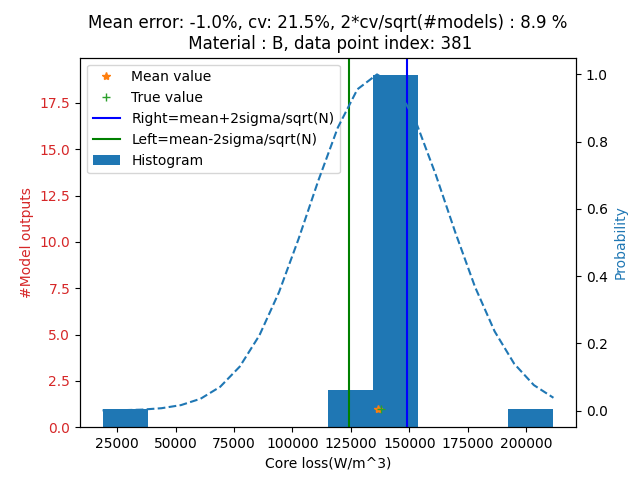 Mean error: -1.0%, cv: 21.5%, 2*cv/sqrt(#models) : 8.9 %
Material : B, data point index: 381
Mean value
True value
Right=mean+2sigma/sqrt(N)
Left=mean-2sigma/sqrt(N)
Histogram
17.5
15.0
12.5
10.0
7.5
5.0
2.5
0.0
#Model outputs
1.0
0.8
0.6
0.4
0.2
0.0
Probability
25000 50000 75000 100000 125000 150000 175000 200000
Core loss(W/m^3)